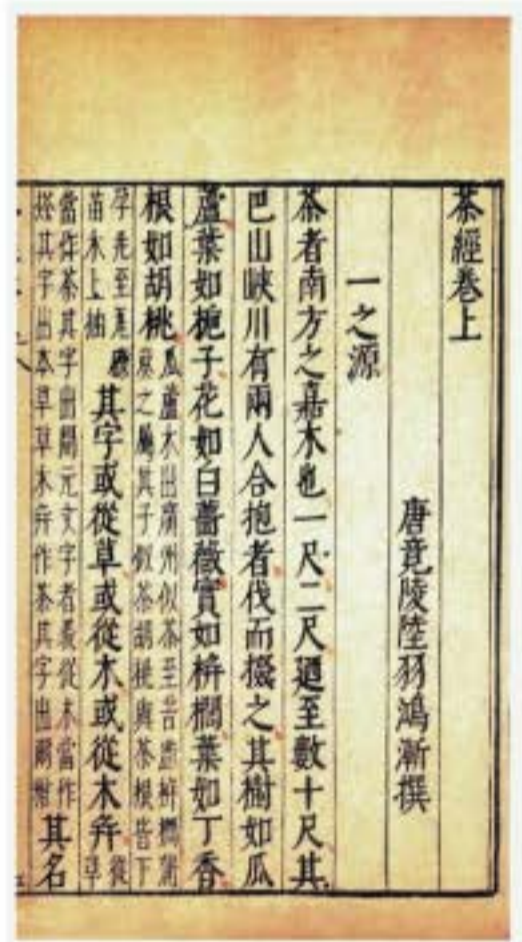 茶經卷上
唐竟陵陸羽鴻漸撰
一之源
茶者南方之嘉木也一尺二尺廼至數十尺其
巴山峽川有兩人合抱者伐而掇之其樹如瓜
蘆葉如梔子花如白薔薇實如栟櫚葉如丁香
根如胡桃
瓜蘆木出廣州似茶至苦澀栟櫚蒲
葵之屬其子似茶胡桃與茶根皆下
孕兆至瓦礫
苗木上抽
其字或從草或從木或從木并
從
草
當作茶其字出開元文字音義從木當作
搽其字出本草草木并作荼其字出爾雅
其名